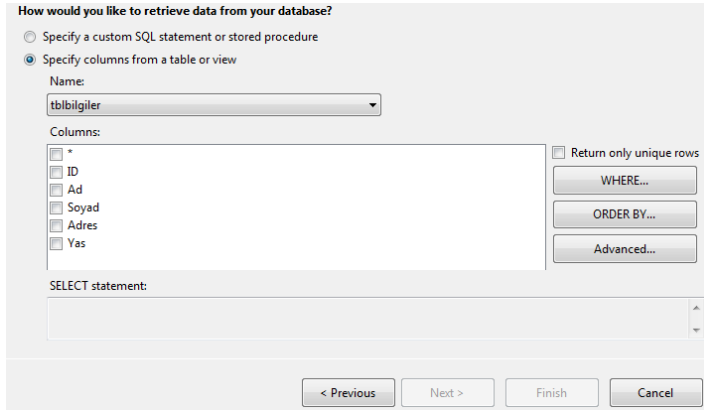 How would you like to retrieve data from your database?
Specify a custom SQL statement or stored procedure
Specify columns from a table or view
Name:
tblbilgiler
Columns:
*
Return only unique rows
ID
WHERE...
Ad
Soyad
ORDER BY...
Adres
Yas
Advanced...
SELECT statement:
< Previous
Next >
Finish
Cancel